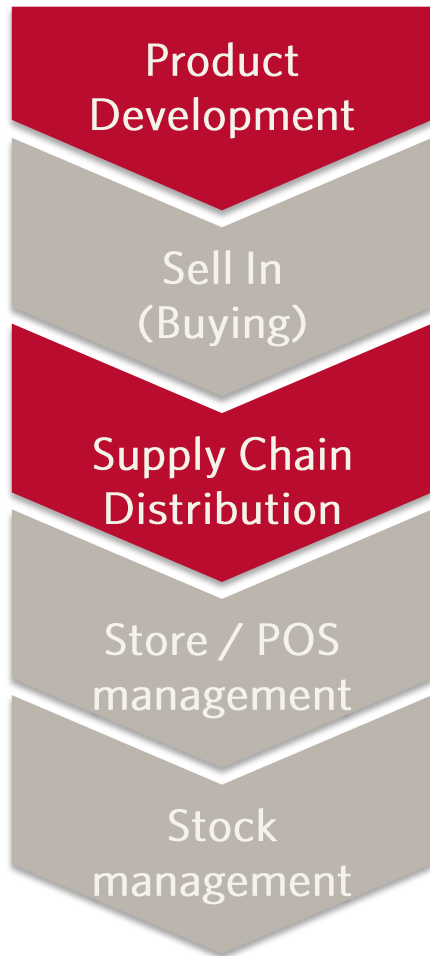 Product
Development
Sell In
(Buying)
Supply Chain
Distribution
Store / POS
management
Stock
management